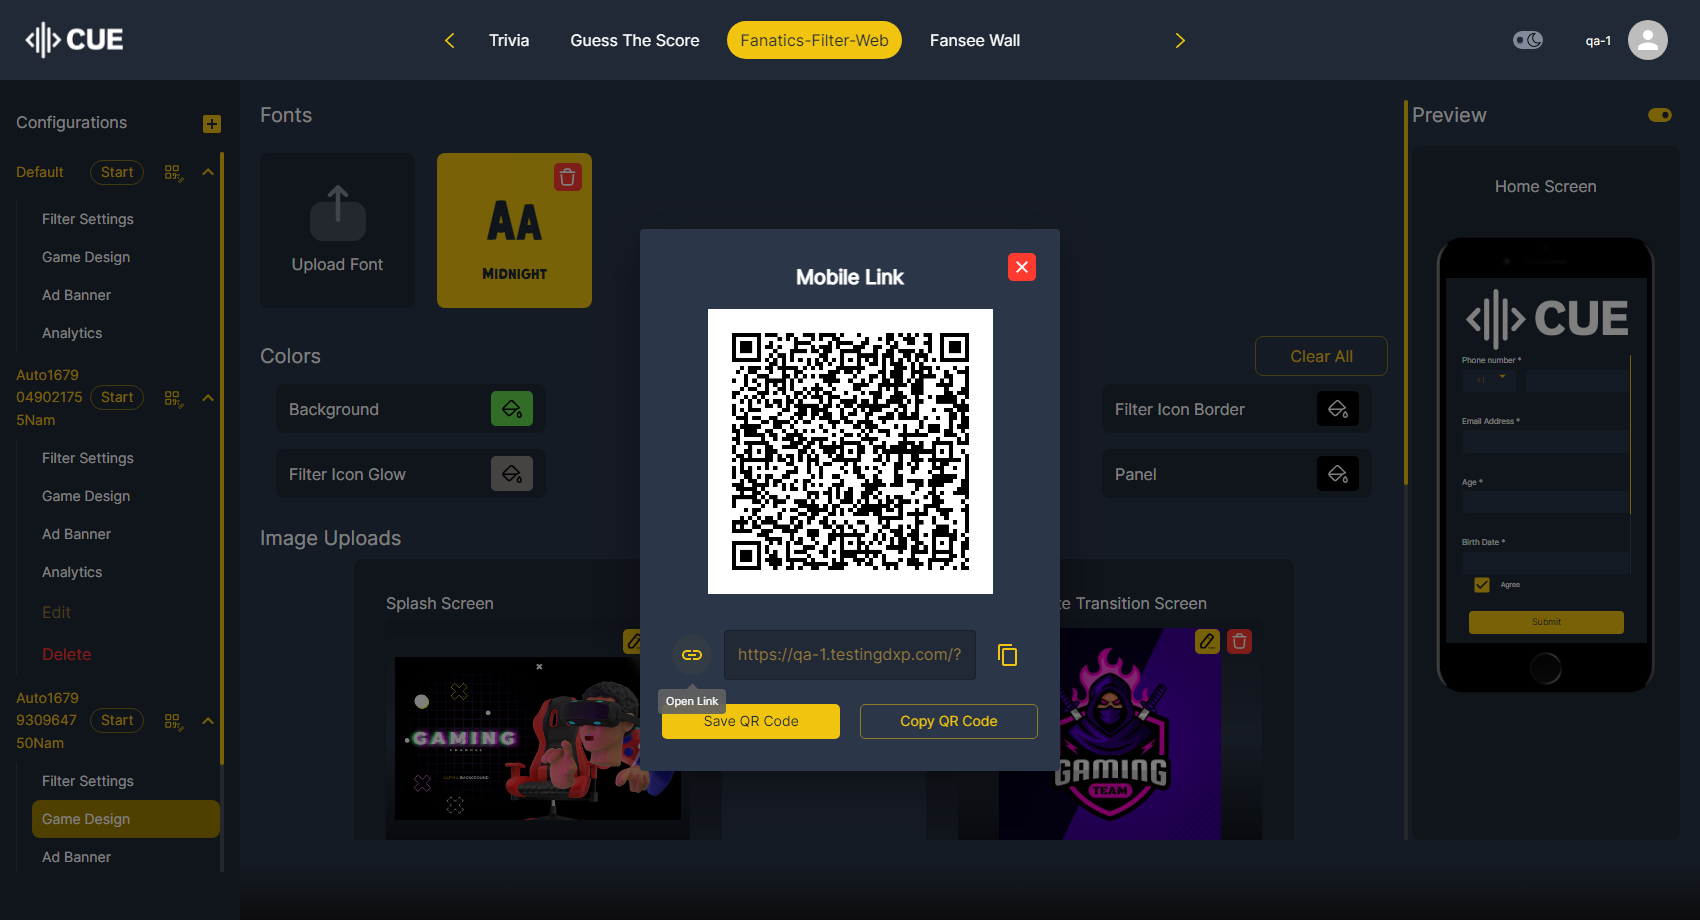 CUE
Trivia
Guess The Score
Fanatics-Filter-Web
Fansee Wall
qa-1
Configurations
Default
Start
Filter Settings
Game Design
Ad Banner
Analytics
Auto1679
04902175
5Nam
Start
Filter Settings
Game Design
Ad Banner
Analytics
Edit
Delete
Auto1679
9309647
50Nam
Start
Filter Settings
Game Design
Ad Banner
Fonts
Upload Font
AA
MIDNIGHT
Colors
Clear All
Background
Filter Icon Border
Filter Icon Glow
Panel
Image Uploads
Splash Screen
GAMING
CHANNEL
ALPHA BACKGROUND
Transition Screen
GAMING
TEAM
Mobile Link
https://qa-1.testingdxp.com/?
Open Link
Save QR Code
Copy QR Code
Preview
Home Screen
CUE
Phone number *
+1
Email Address *
Age *
Birth Date *
Agree
Submit